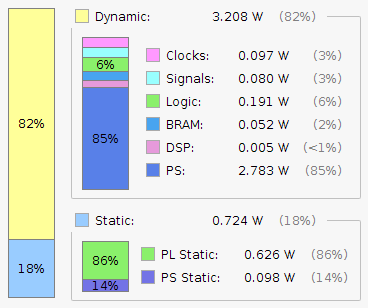 Dynamic: 3.208 W (82%)
Clocks: 0.097 W (3%)
Signals: 0.080 W (3%)
6% Logic: 0.191 W (6%)
82% BRAM: 0.052 W (2%)
85% DSP: 0.005 W (<1%)
PS: 2.783 W (85%)
Static: 0.724 W (18%)
18% 86% PL Static: 0.626 W (86%)
14% PS Static: 0.098 W (14%)